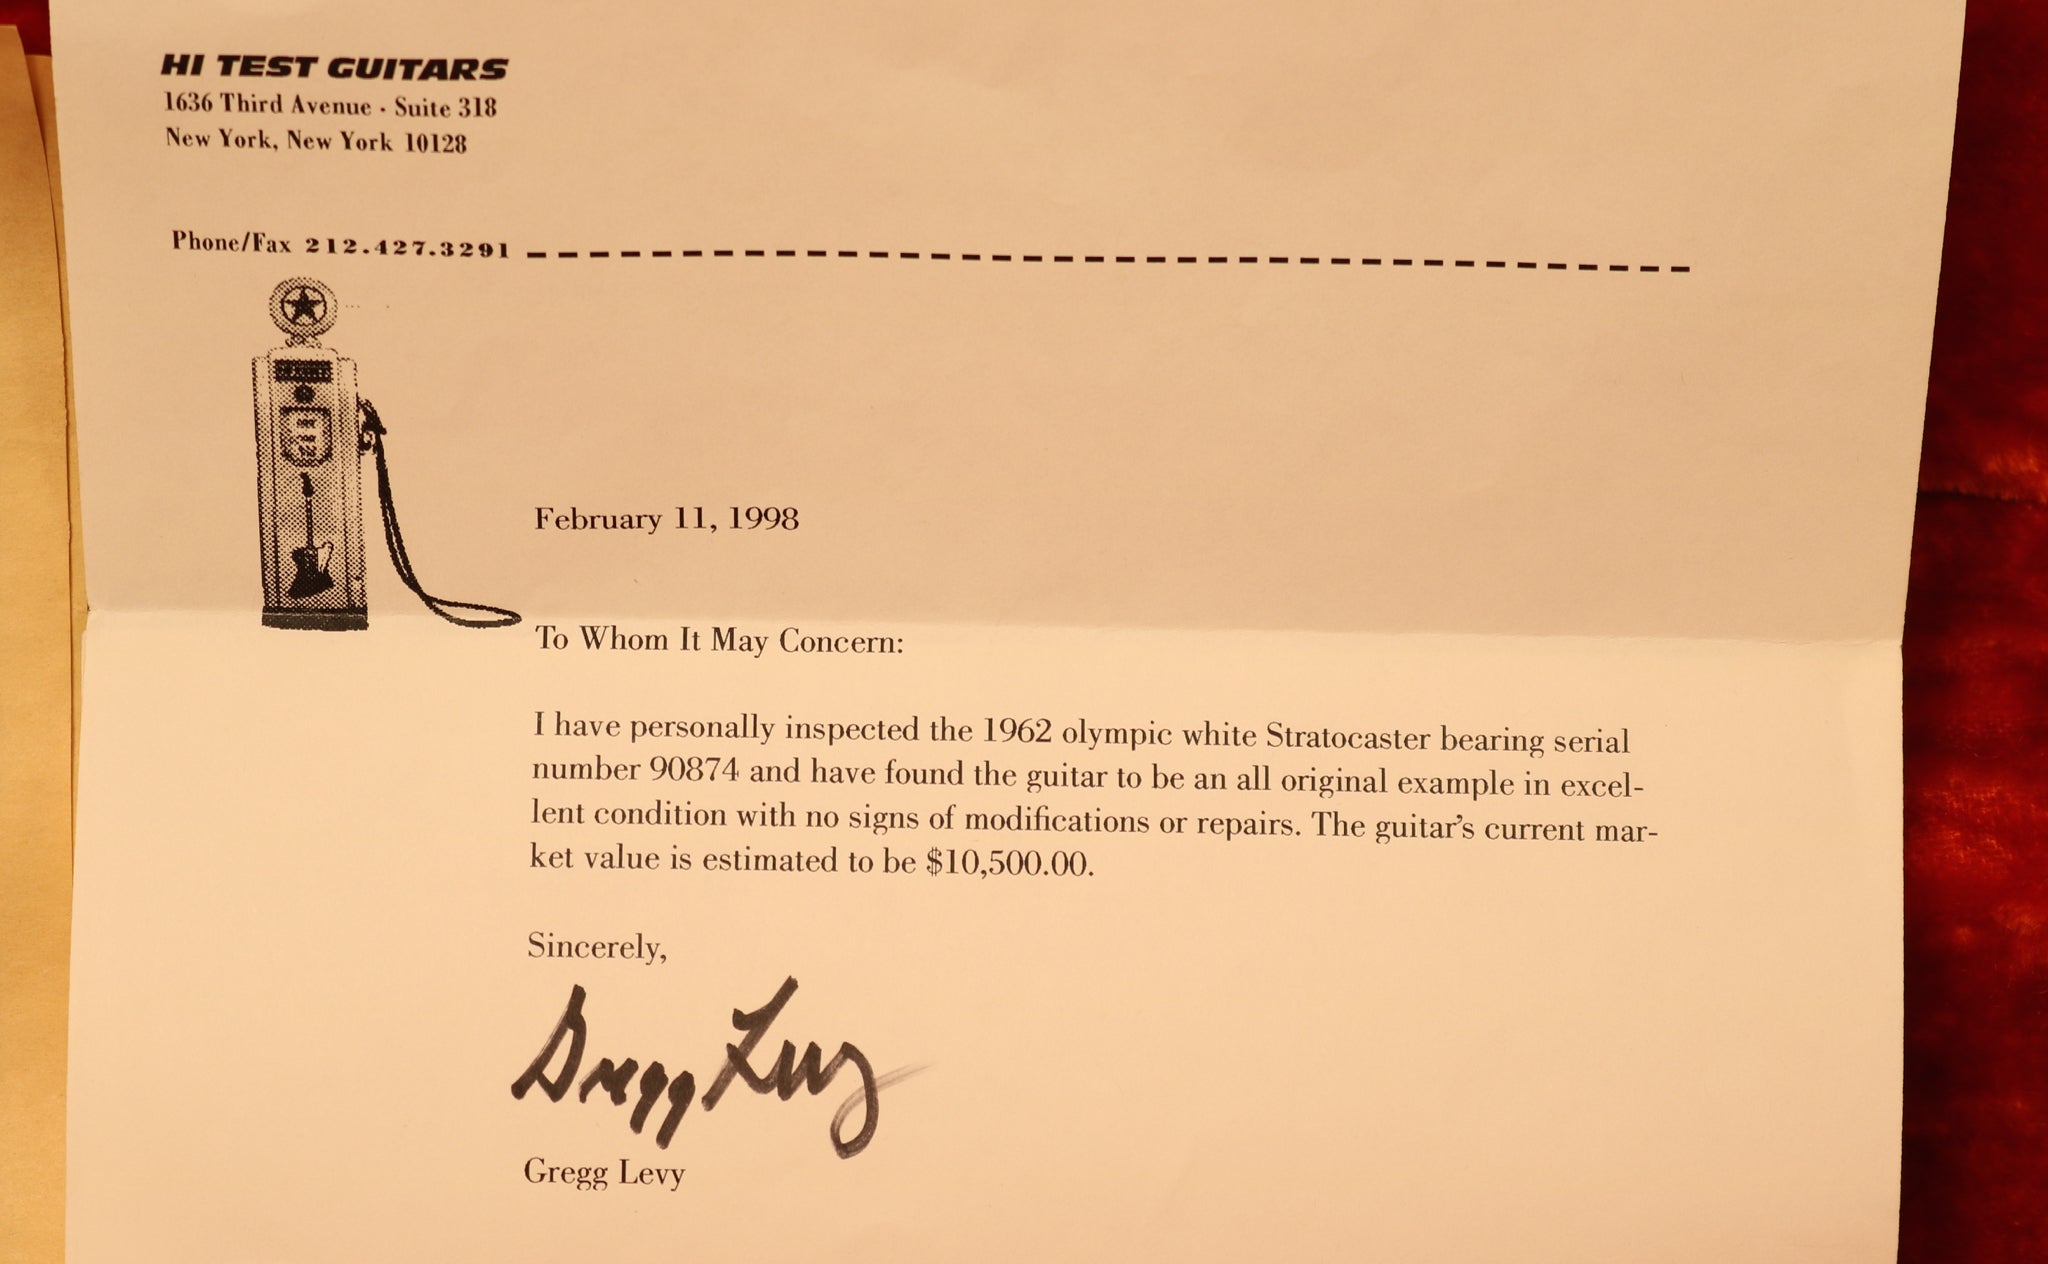 HI TEST GUITARS
1636 Third Avenue · Suite 318
New York, New York 10128
Phone/Fax 212.427.3291
February 11, 1998
To Whom It May Concern:
I have personally inspected the 1962 olympic white Stratocaster bearing serial
number 90874 and have found the guitar to be an all original example in excel-
lent condition with no signs of modifications or repairs. The guitar's current mar-
ket value is estimated to be $10,500.00.
Sincerely,
Gregg Levy
Gregg Levy